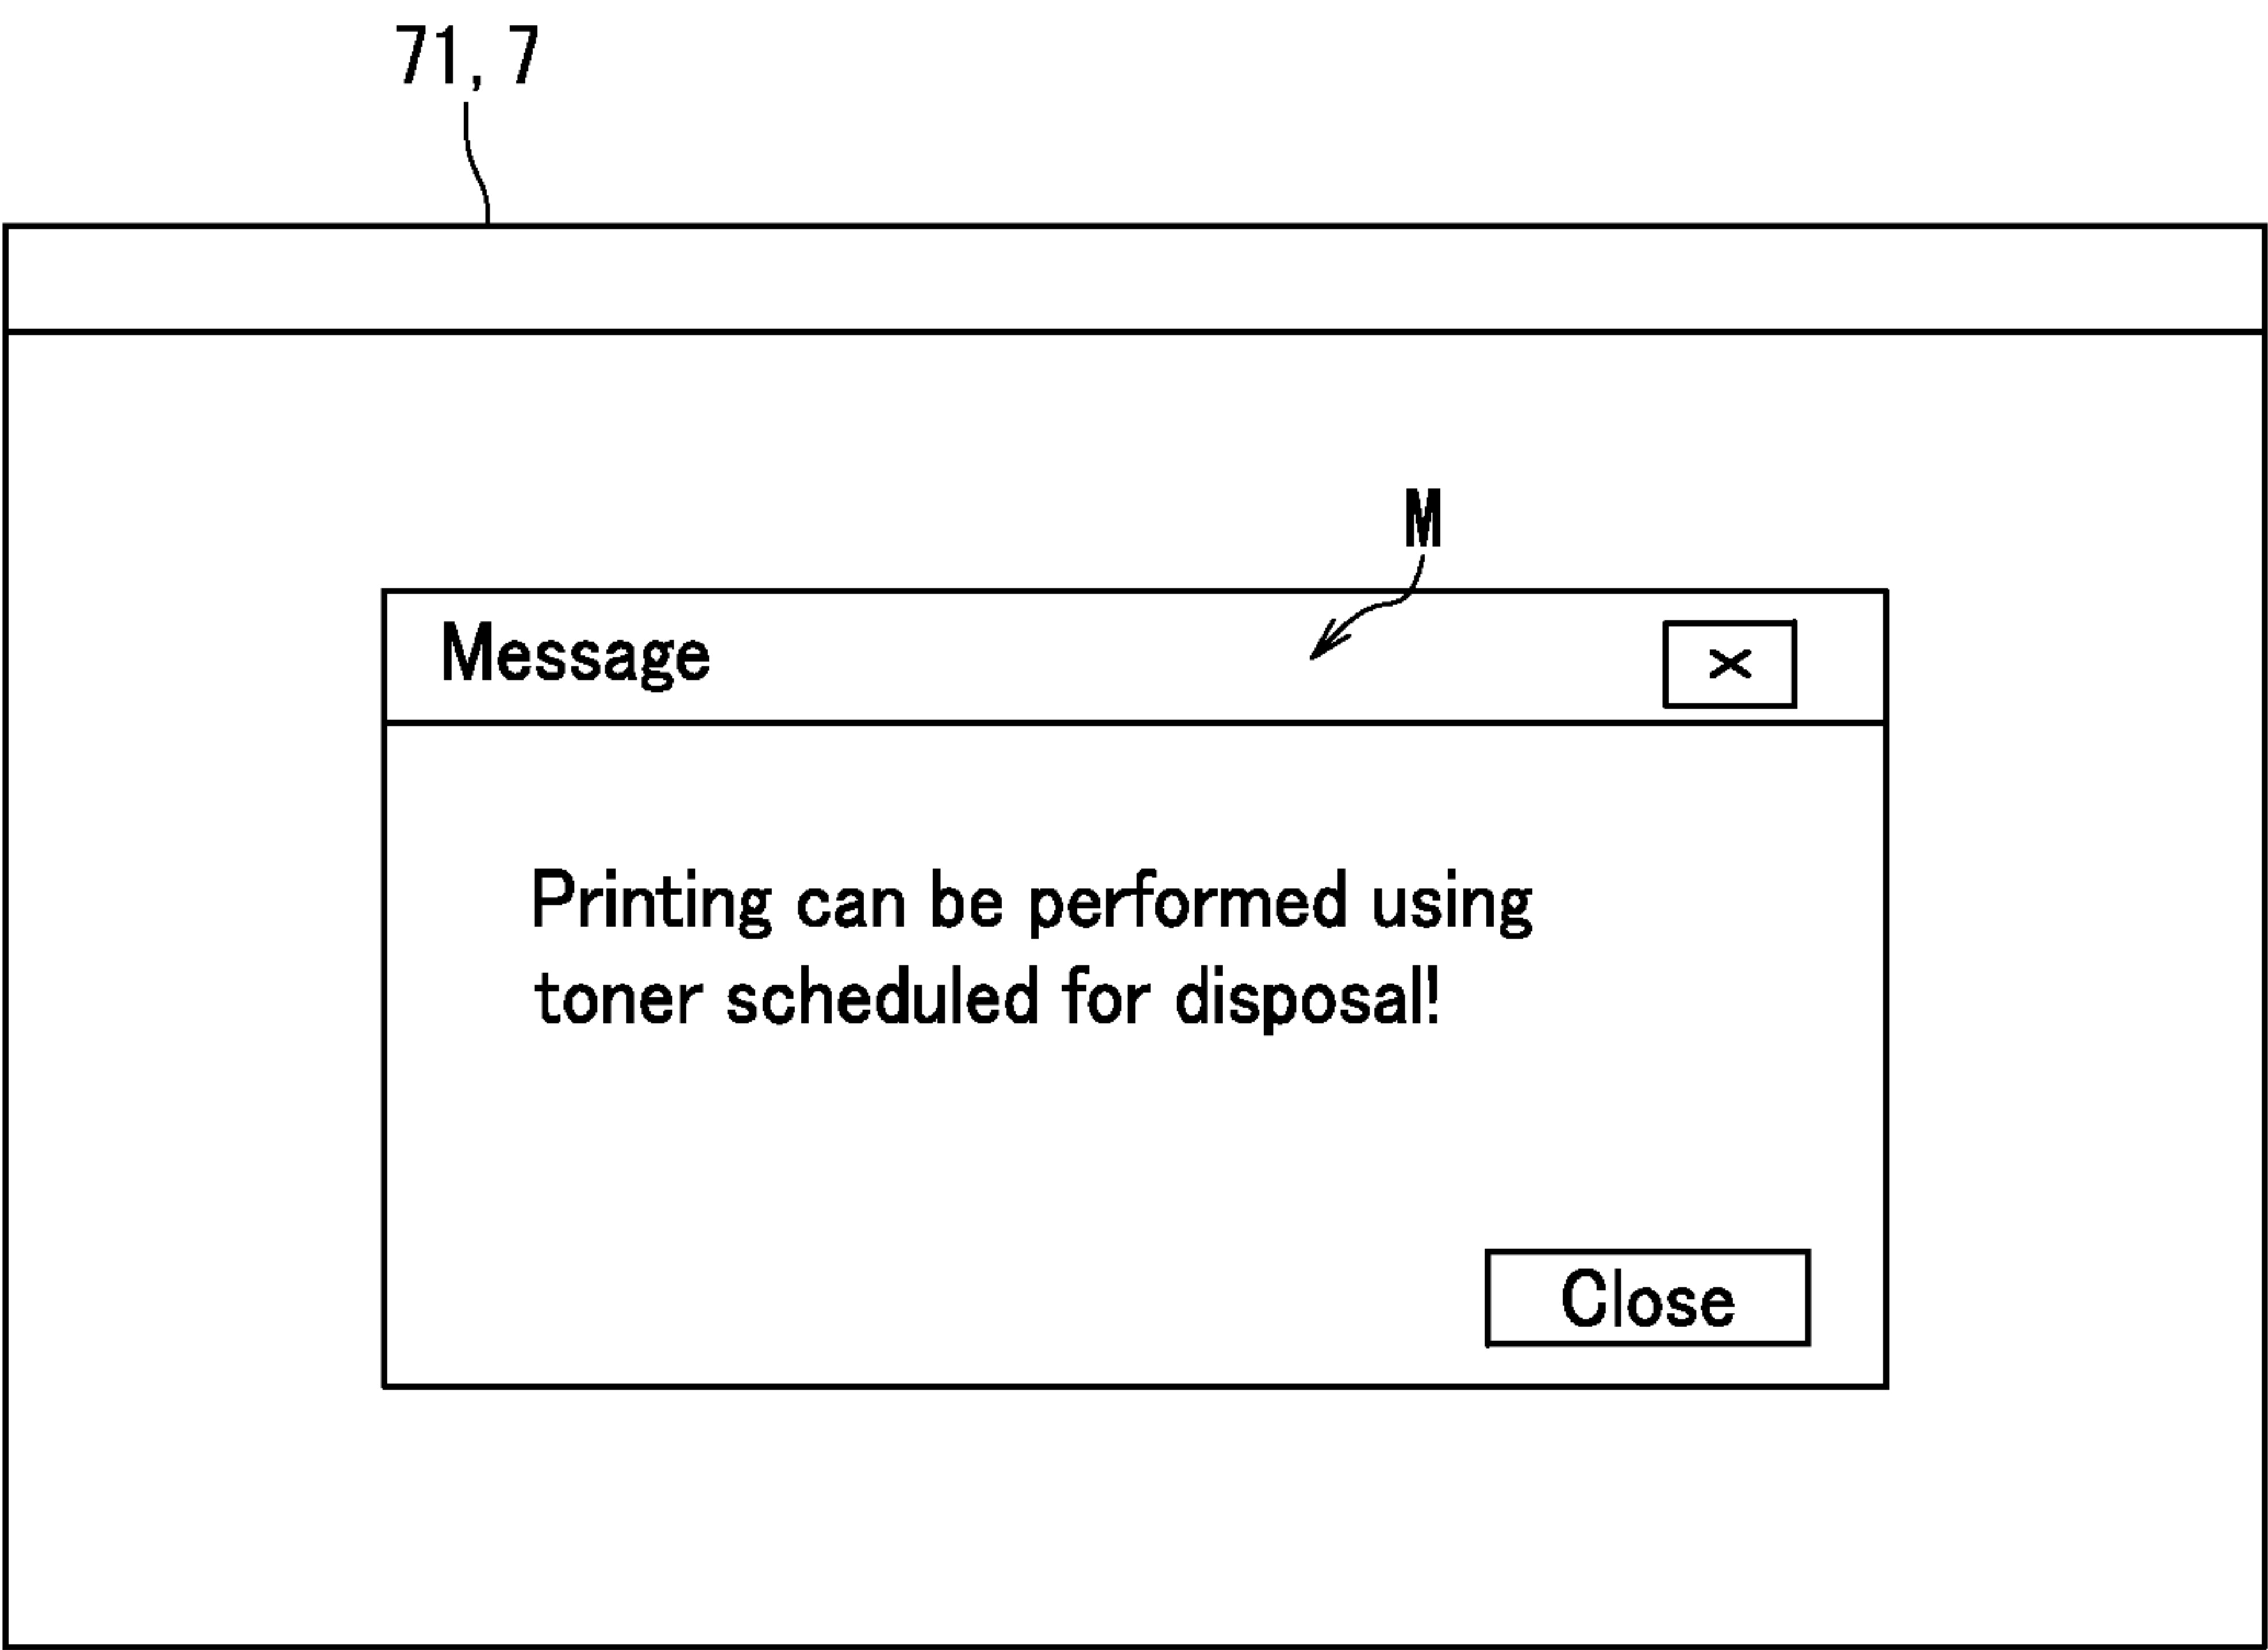 71, 7
M
Message
×
Printing can be performed using
toner scheduled for disposal!
Close